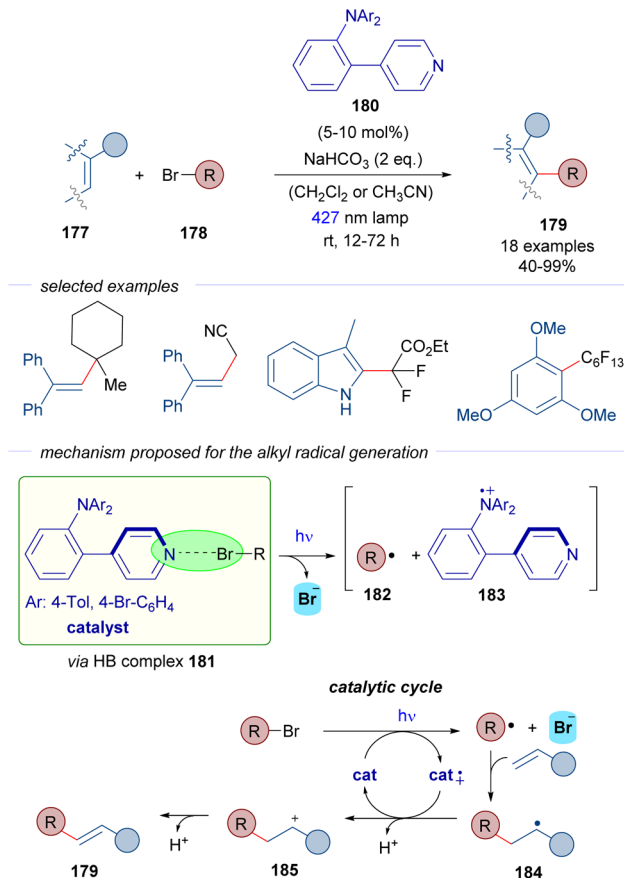 NAr2
N
180
(5-10 mol%)
NaHCO3 (2 eq.)
(CH2Cl2 or CH3CN)
427 nm lamp
rt, 12-72 h
+
Br R
177
178
R
179
18 examples
40-99%
selected examples
Ph
Ph
Me
NC
Ph
Ph
N
H
CO2Et
F
F
OMe
C6F13
MeO
OMe
mechanism proposed for the alkyl radical generation
NAr2
N Br R
Ar: 4-Tol, 4-Br-C6H4
catalyst
via HB complex 181
hν
Br−
R •
182
+
•+
NAr2
N
183
catalytic cycle
R Br
hν
R • + Br−
cat
cat•+
R
179
H+
R +
185
H+
R •
184